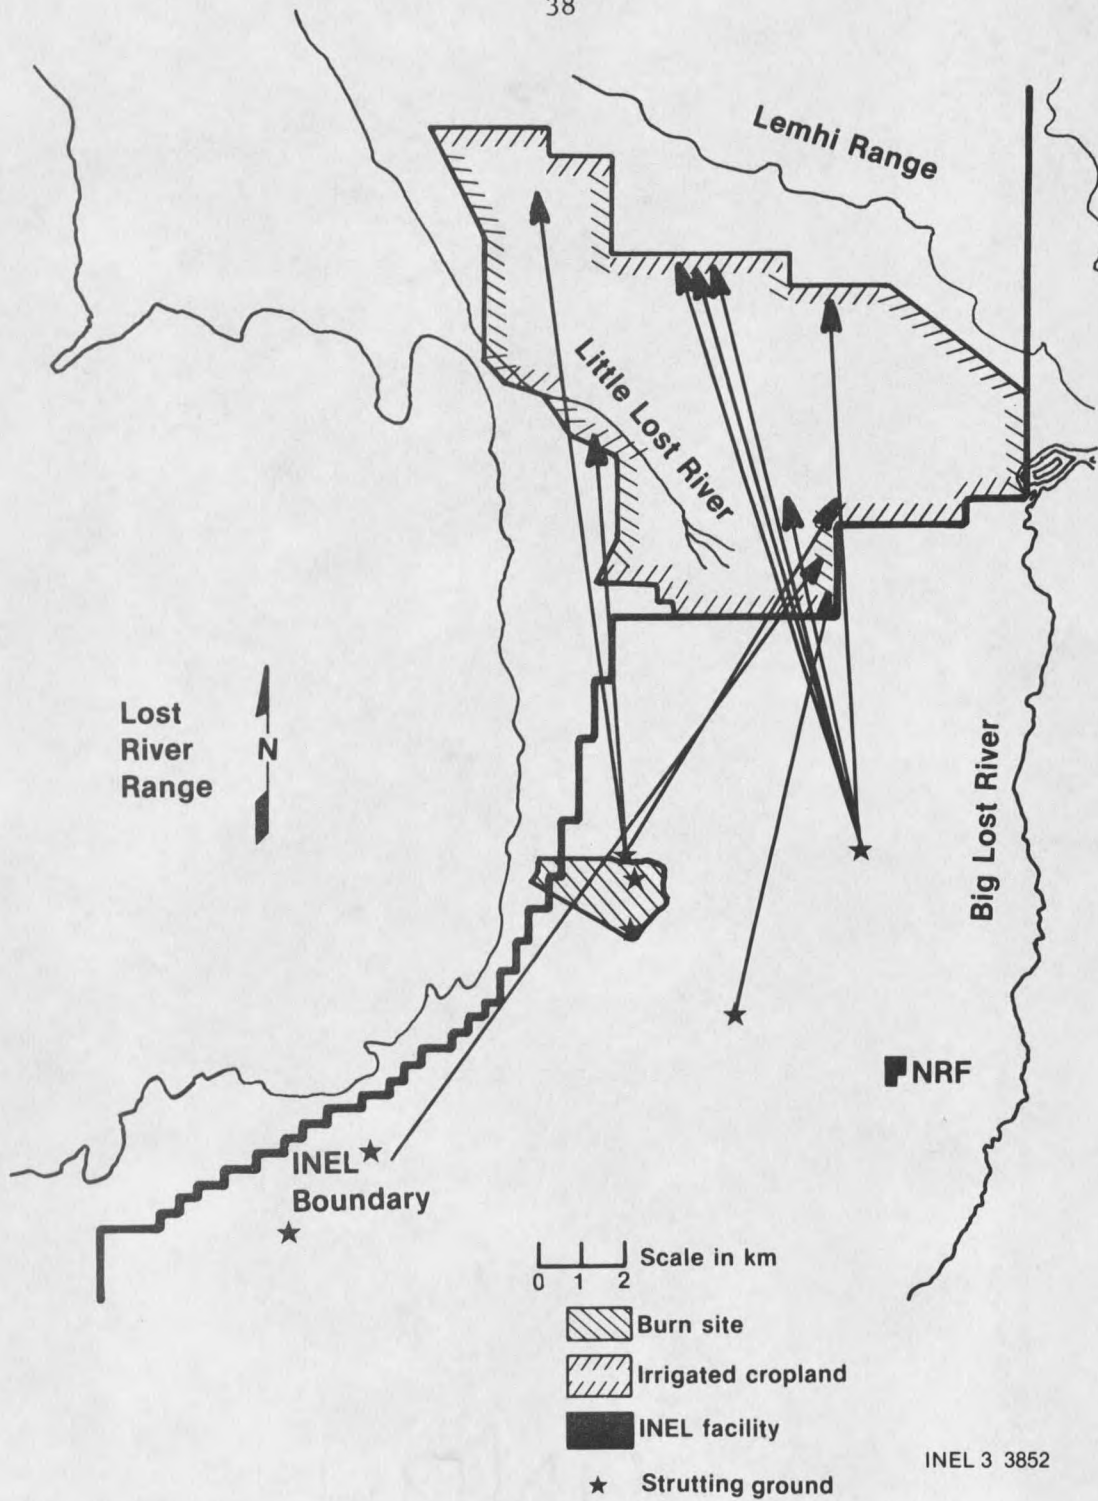 38
Lemhi Range
Little Lost River
Lost
River
Range
N
Big Lost River
NRF
INEL
Boundary
Scale in km
0 1 2
Burn site
Irrigated cropland
INEL facility
INEL 3 3852
Strutting ground